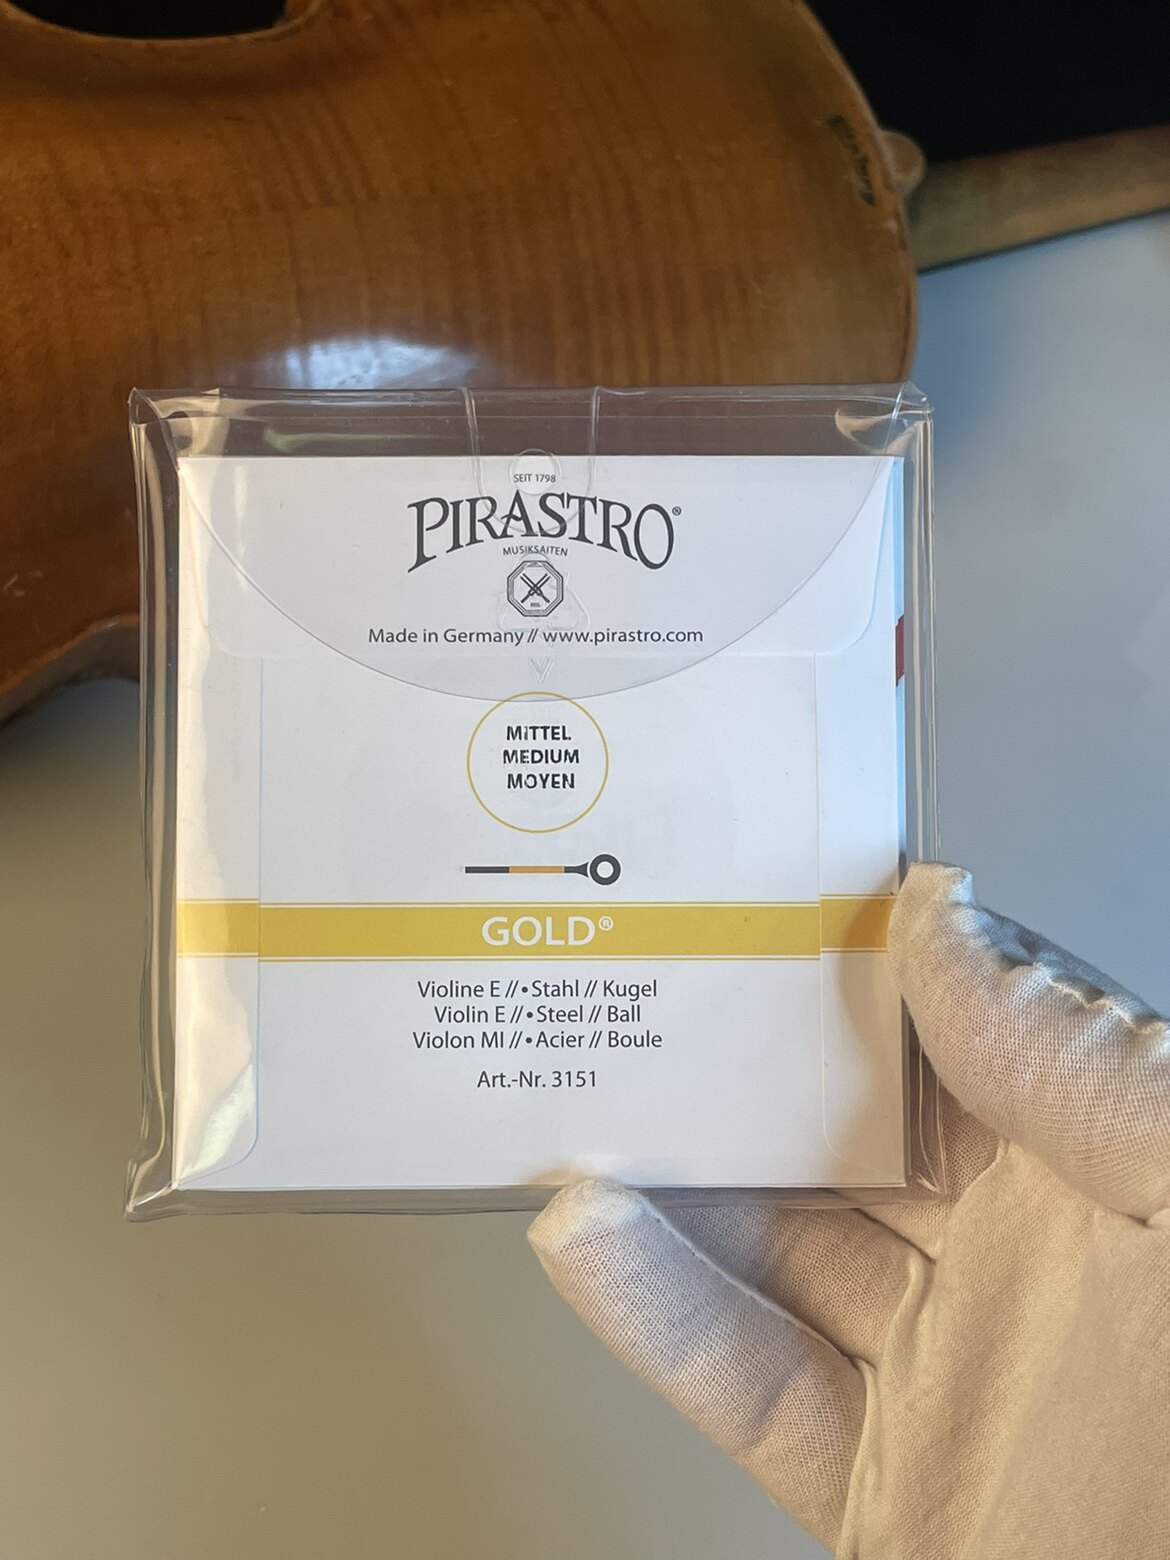 SEIT 1798
PIRASTRO®
MUSIKSAITEN
REG.
Made in Germany // www.pirastro.com
MITTEL
MEDIUM
MOYEN
GOLD®
Violine E //•Stahl // Kugel
Violin E //•Steel // Ball
Violon MI //•Acier // Boule
Art.-Nr. 3151